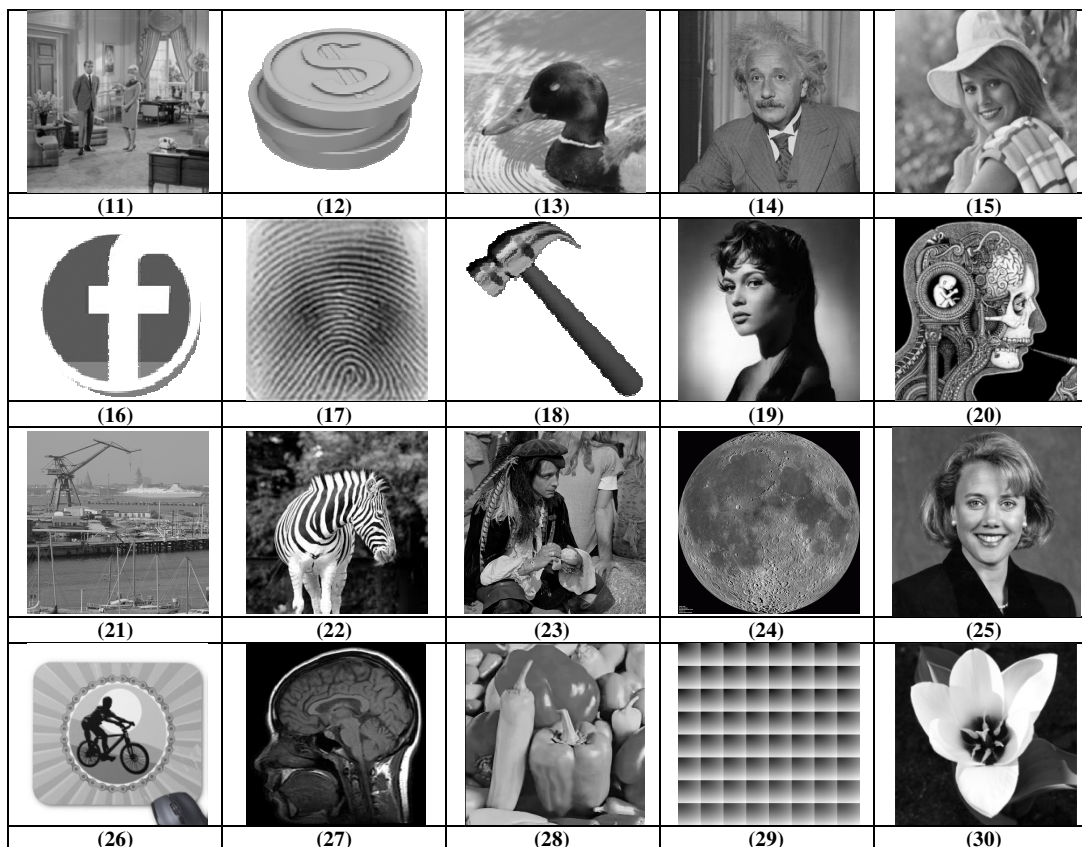 (11) (12) (13) (14) (15)
(16) (17) (18) (19) (20)
(21) (22) (23) (24) (25)
(26) (27) (28) (29) (30)